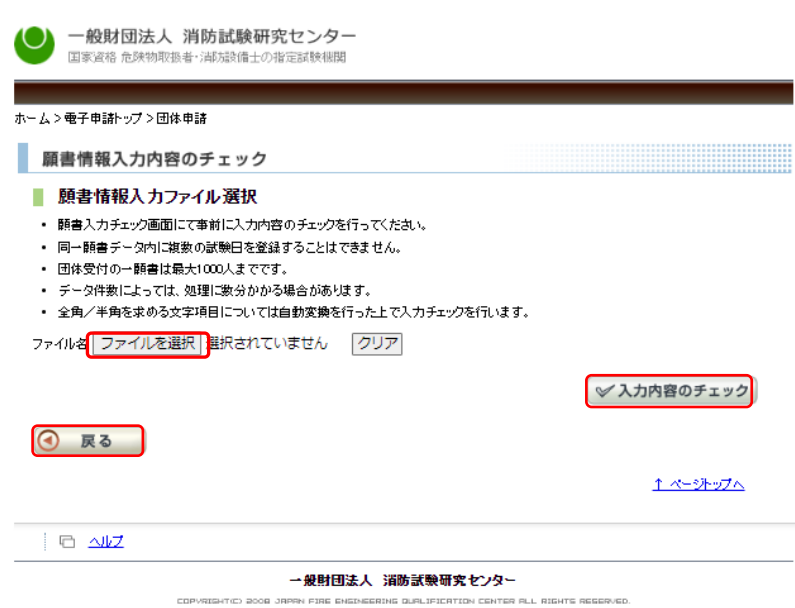 一般財団法人 消防試験研究センター
国家資格 危険物取扱者・消防設備士の指定試験機関
ホーム > 電子申請トップ > 団体申請
願書情報入力内容のチェック
願書情報入力ファイル選択
• 願書入力チェック画面にて事前に入力内容のチェックを行ってください。
• 同一願書データ内に複数の試験日を登録することはできません。
• 団体受付の一願書は最大1000人までです。
• データ件数によっては、処理に数分かかる場合があります。
• 全角／半角を求める文字項目については自動変換を行った上で入力チェックを行います。
ファイル名 ファイルを選択 選択されていません クリア
入力内容のチェック
戻る
↑ ページトップへ
ヘルプ
一般財団法人 消防試験研究センター
COPYRIGHT(C) 2008 JAPAN FIRE ENGINEERING QUALIFICATION CENTER ALL RIGHTS RESERVED.